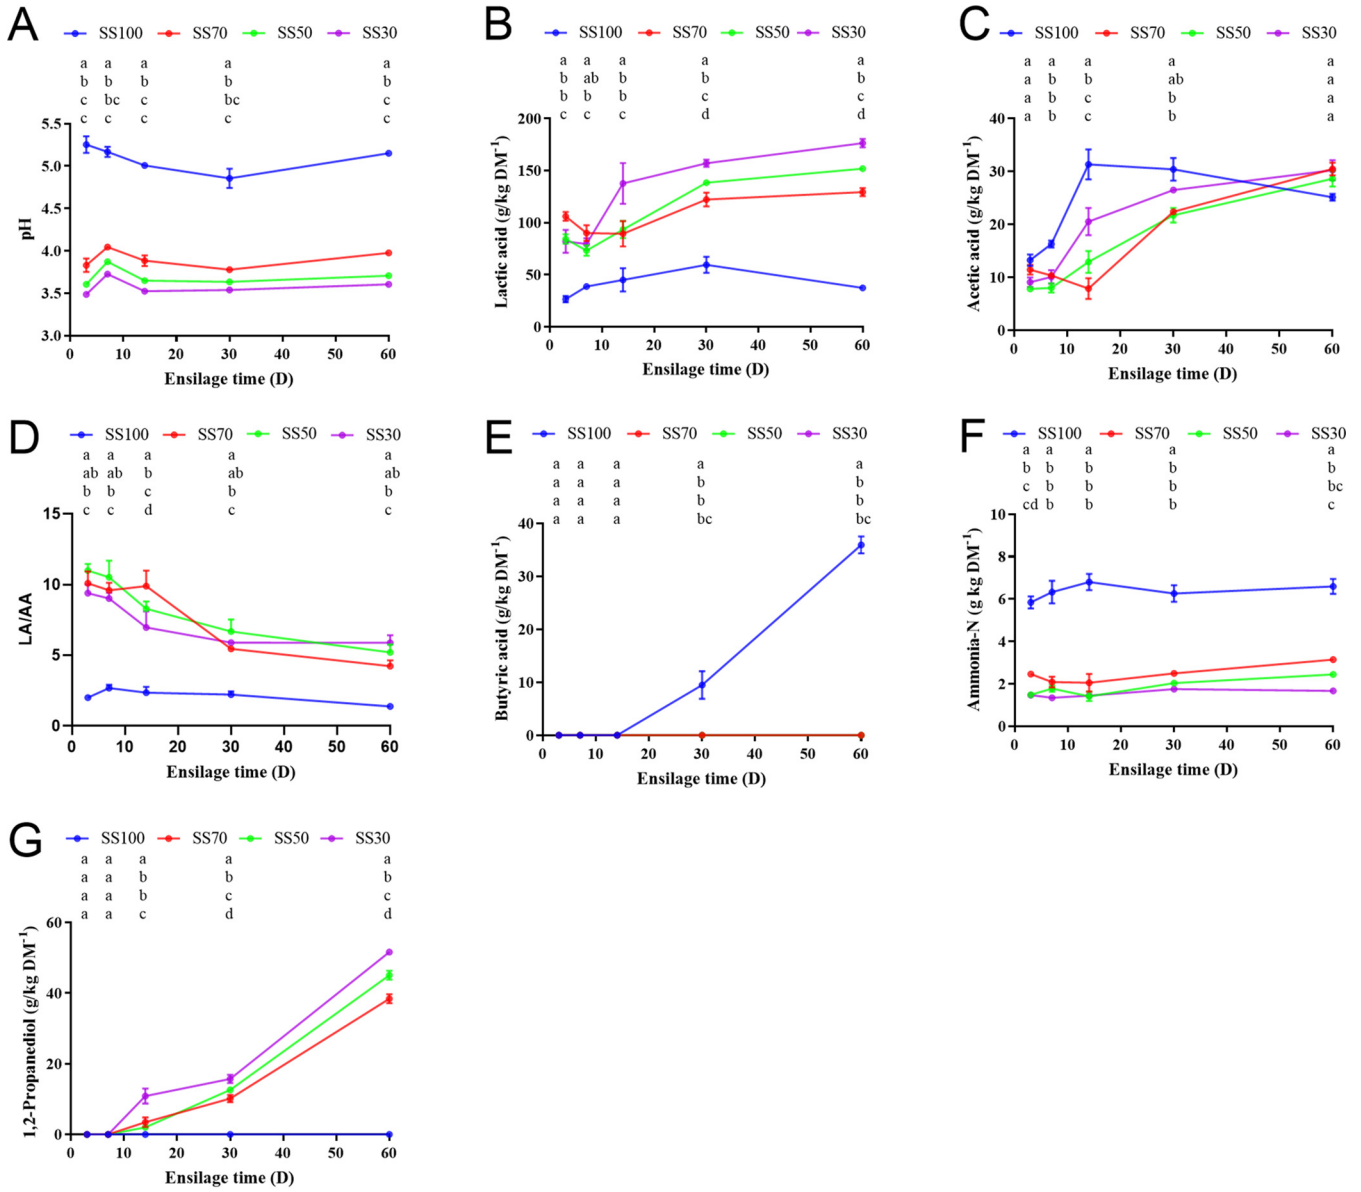 A
SS100 SS70 SS50 SS30
a a a a a
b b b b b
c bc c bc c
c c c c c
5.5
5.0
4.5
4.0
3.5
3.0
pH
0 10 20 30 40 50 60
Ensilage time (D)
B
SS100 SS70 SS50 SS30
a a a a a
b ab b b b
b b b c c
c c c d d
200
150
100
50
0
Lactic acid (g/kg DM⁻¹)
0 10 20 30 40 50 60
Ensilage time (D)
C
SS100 SS70 SS50 SS30
a a a a a
a b b ab a
a b c b a
a b c b a
40
30
20
10
0
Acetic acid (g/kg DM⁻¹)
0 10 20 30 40 50 60
Ensilage time (D)
D
SS100 SS70 SS50 SS30
a a a a a
ab ab b ab ab
b b c b b
c c d c c
15
10
5
0
LA/AA
0 10 20 30 40 50 60
Ensilage time (D)
E
SS100 SS70 SS50 SS30
a a a a a
a a a b b
a a a b b
a a a bc bc
40
30
20
10
0
Butyric acid (g/kg DM⁻¹)
0 10 20 30 40 50 60
Ensilage time (D)
F
SS100 SS70 SS50 SS30
a a a a a
b b b b b
c b b b bc
cd b b b c
10
8
6
4
2
0
Ammonia-N (g kg DM⁻¹)
0 10 20 30 40 50 60
Ensilage time (D)
G
SS100 SS70 SS50 SS30
a a a a a
a a b b b
a a b c c
a a c d d
60
40
20
0
1,2-Propanediol (g/kg DM⁻¹)
0 10 20 30 40 50 60
Ensilage time (D)